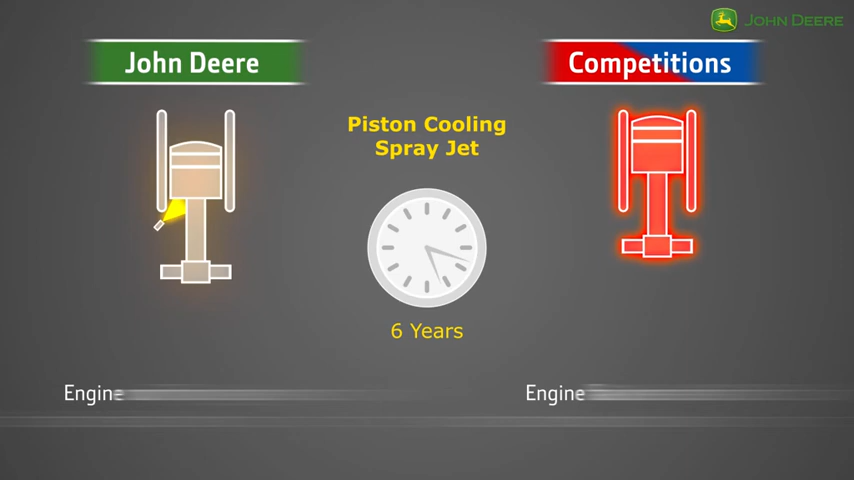 JOHN DEERE
John Deere
Competitions
Piston Cooling
Spray Jet
6 Years
Engine
Engine